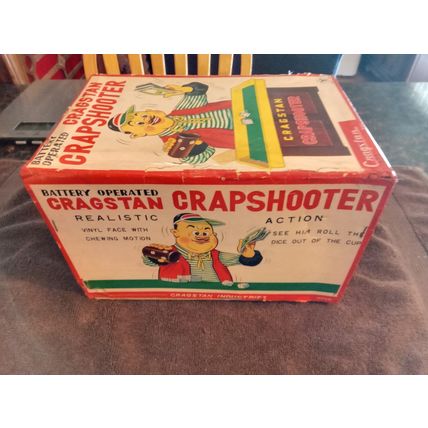 BATTERY
OPERATED
CRAGSTAN
CRAPSHOOTER
CRAGSTAN
CRAPSHOOTER
BATTERY OPERATED
CRAGSTAN CRAPSHOOTER
REALISTIC ACTION
VINYL FACE WITH SEE HIM ROLL THE
CHEWING MOTION DICE OUT OF THE CUP
CRAGSTAN INDUSTRIES